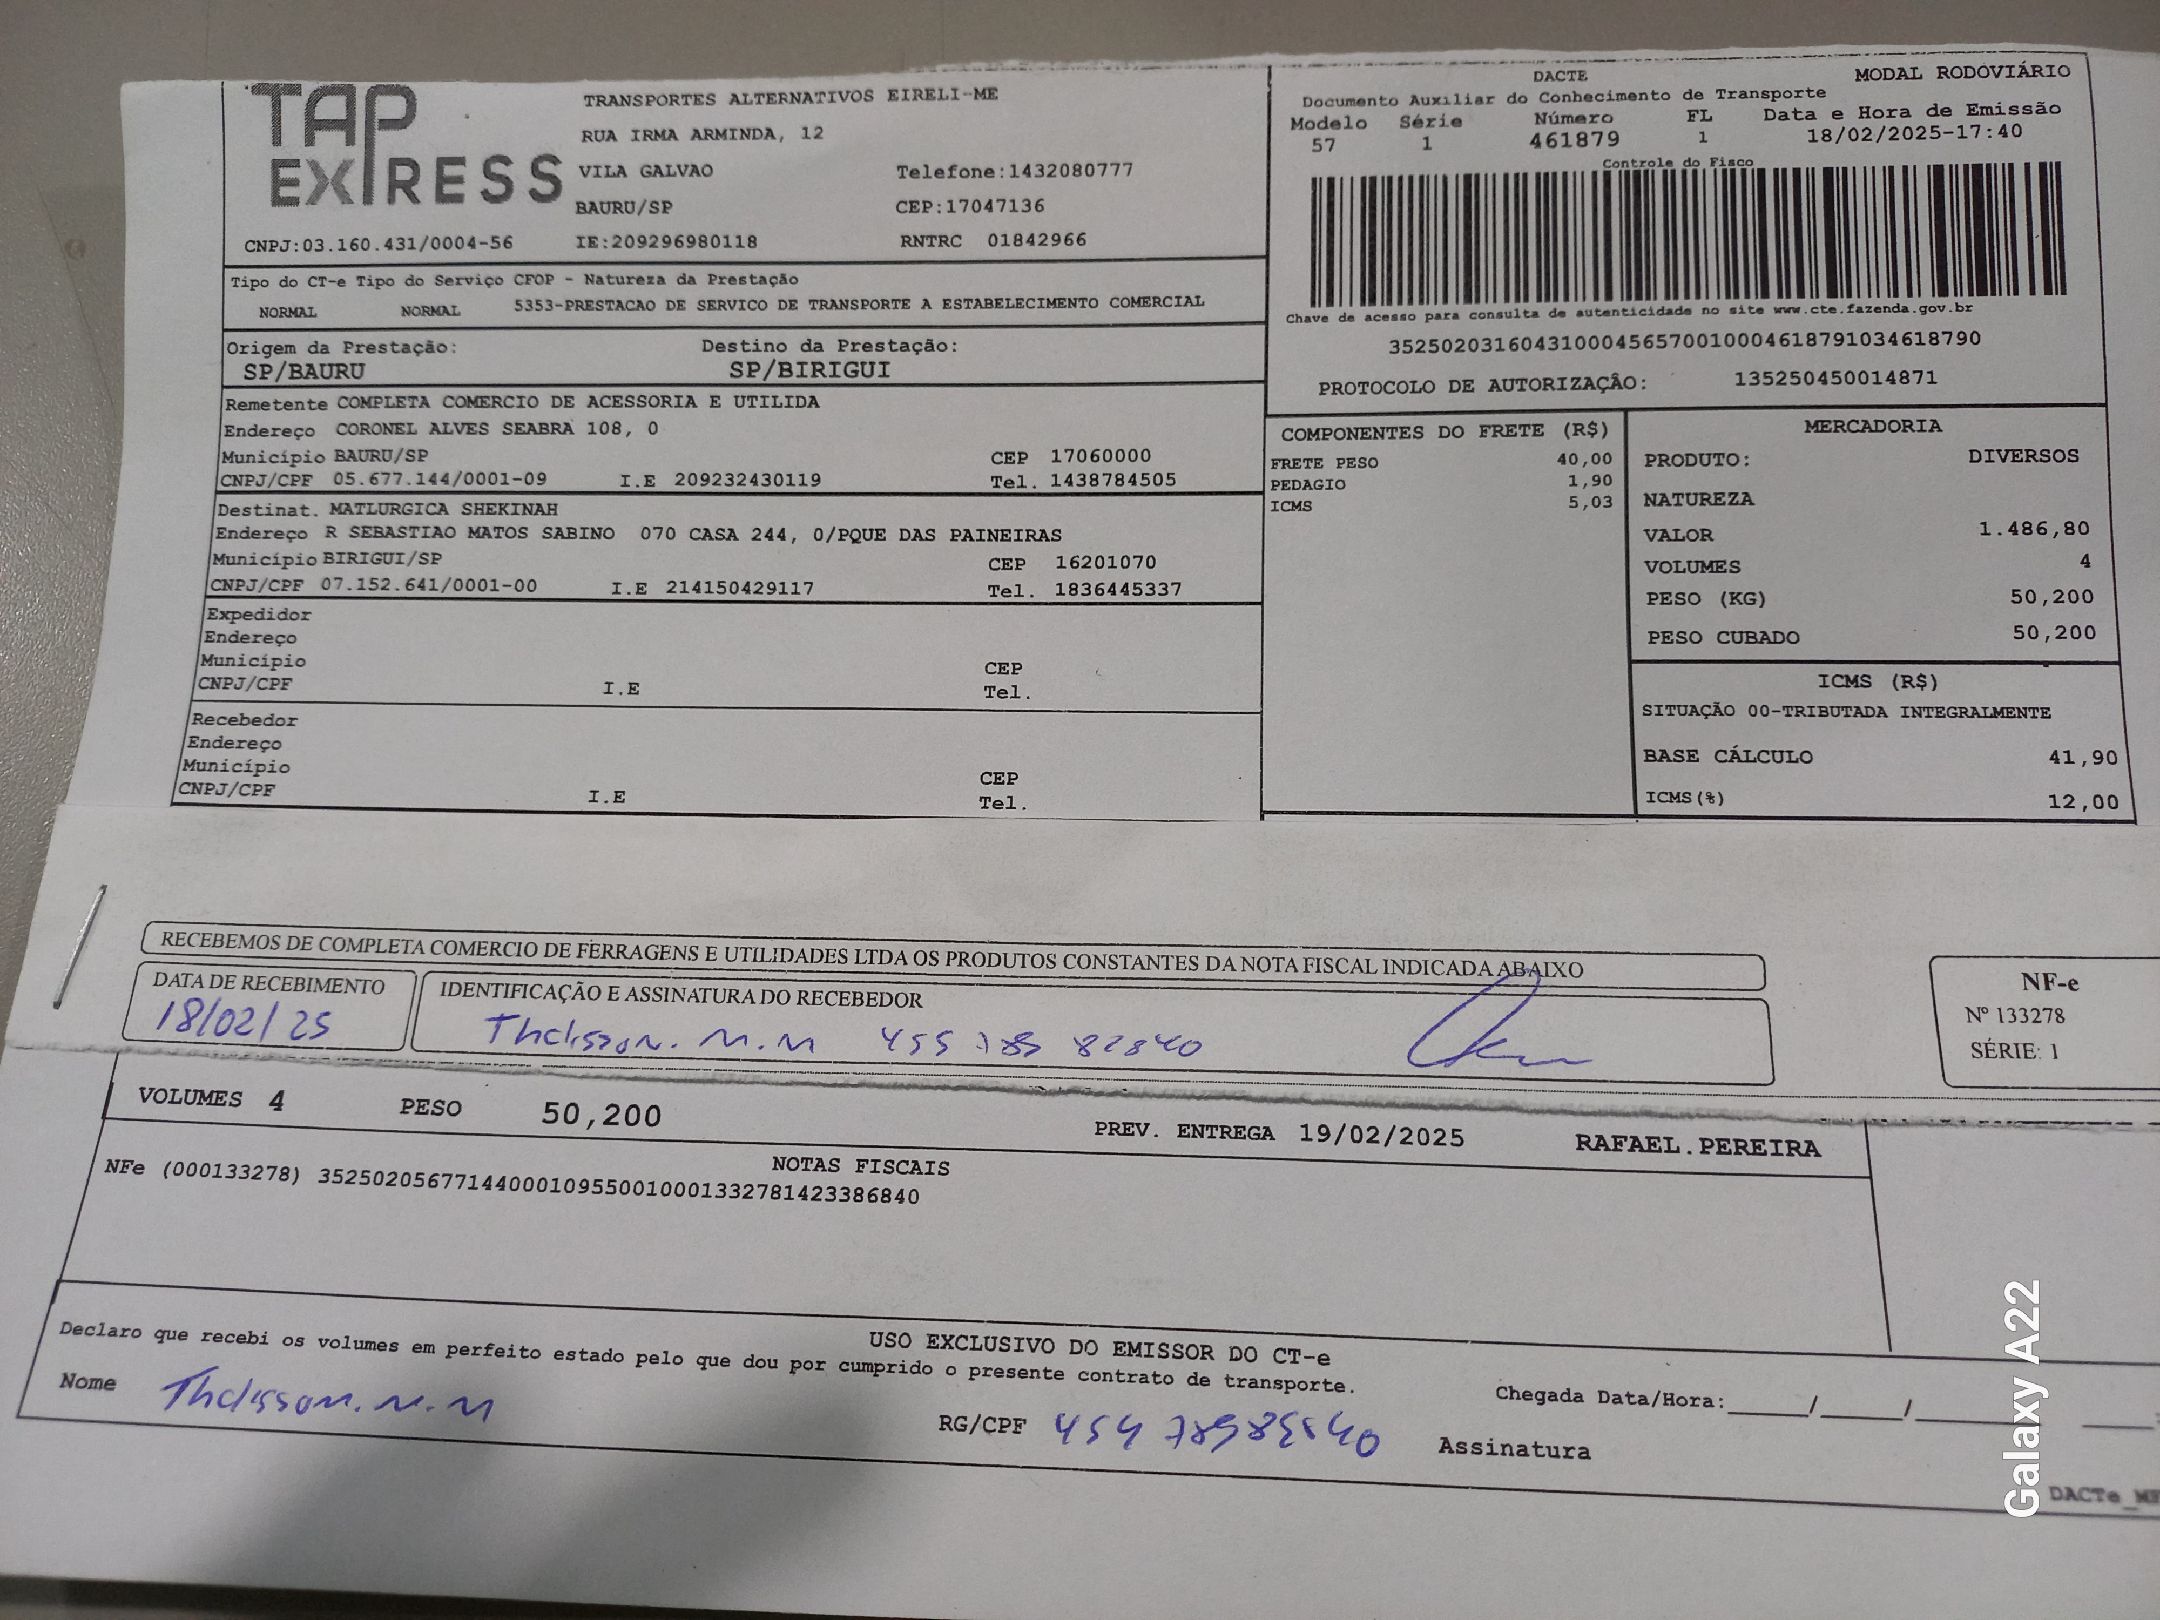 TAP EXPRESS
TRANSPORTES ALTERNATIVOS EIRELI-ME
RUA IRMA ARMINDA, 12
VILA GALVAO Telefone:1432080777
BAURU/SP CEP:17047136
CNPJ:03.160.431/0004-56 IE:209296980118 RNTRC 01842966
Tipo do CT-e Tipo do Serviço CFOP - Natureza da Prestação
NORMAL NORMAL 5353-PRESTACAO DE SERVICO DE TRANSPORTE A ESTABELECIMENTO COMERCIAL
Origem da Prestação: Destino da Prestação:
SP/BAURU SP/BIRIGUI
Remetente COMPLETA COMERCIO DE ACESSORIA E UTILIDA
Endereço CORONEL ALVES SEABRA 108, 0
Município BAURU/SP CEP 17060000
CNPJ/CPF 05.677.144/0001-09 I.E 209232430119 Tel. 1438784505
Destinat. MATLURGICA SHEKINAH
Endereço R SEBASTIAO MATOS SABINO 070 CASA 244, 0/PQUE DAS PAINEIRAS
Município BIRIGUI/SP CEP 16201070
CNPJ/CPF 07.152.641/0001-00 I.E 214150429117 Tel. 1836445337
Expedidor
Endereço
Município CEP
CNPJ/CPF I.E Tel.
Recebedor
Endereço
Município CEP
CNPJ/CPF I.E Tel.
DACTE MODAL RODOVIÁRIO
Documento Auxiliar do Conhecimento de Transporte
Modelo Série Número FL Data e Hora de Emissão
57 1 461879 1 18/02/2025-17:40
Controle do Fisco
Chave de acesso para consulta de autenticidade no site www.cte.fazenda.gov.br
35250203160431000456570010004618791034618790
PROTOCOLO DE AUTORIZAÇÂO: 135250450014871
COMPONENTES DO FRETE (R$)
FRETE PESO 40,00
PEDAGIO 1,90
ICMS 5,03
MERCADORIA
PRODUTO: DIVERSOS
NATUREZA
VALOR 1.486,80
VOLUMES 4
PESO (KG) 50,200
PESO CUBADO 50,200
ICMS (R$)
SITUAÇÃO 00-TRIBUTADA INTEGRALMENTE
BASE CÁLCULO 41,90
ICMS(%) 12,00
RECEBEMOS DE COMPLETA COMERCIO DE FERRAGENS E UTILIDADES LTDA OS PRODUTOS CONSTANTES DA NOTA FISCAL INDICADA ABAIXO
DATA DE RECEBIMENTO IDENTIFICAÇÃO E ASSINATURA DO RECEBEDOR
18/02/25
NF-e
Nº 133278
SÉRIE: 1
VOLUMES 4 PESO 50,200 PREV. ENTREGA 19/02/2025 RAFAEL.PEREIRA
NOTAS FISCAIS
NFe (000133278) 35250205677144000109550010001332781423386840
USO EXCLUSIVO DO EMISSOR DO CT-e
Declaro que recebi os volumes em perfeito estado pelo que dou por cumprido o presente contrato de transporte.
Nome RG/CPF Chegada Data/Hora:_____/_____/_____
Assinatura
Galaxy A22